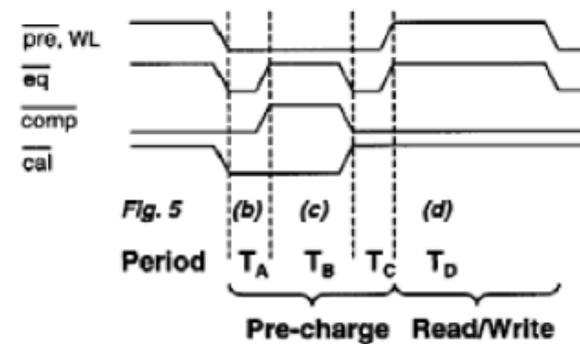 pre, WL
eq
comp
cal
Fig. 5 (b) (c) (d)
Period TA TB TC TD
Pre-charge Read/Write